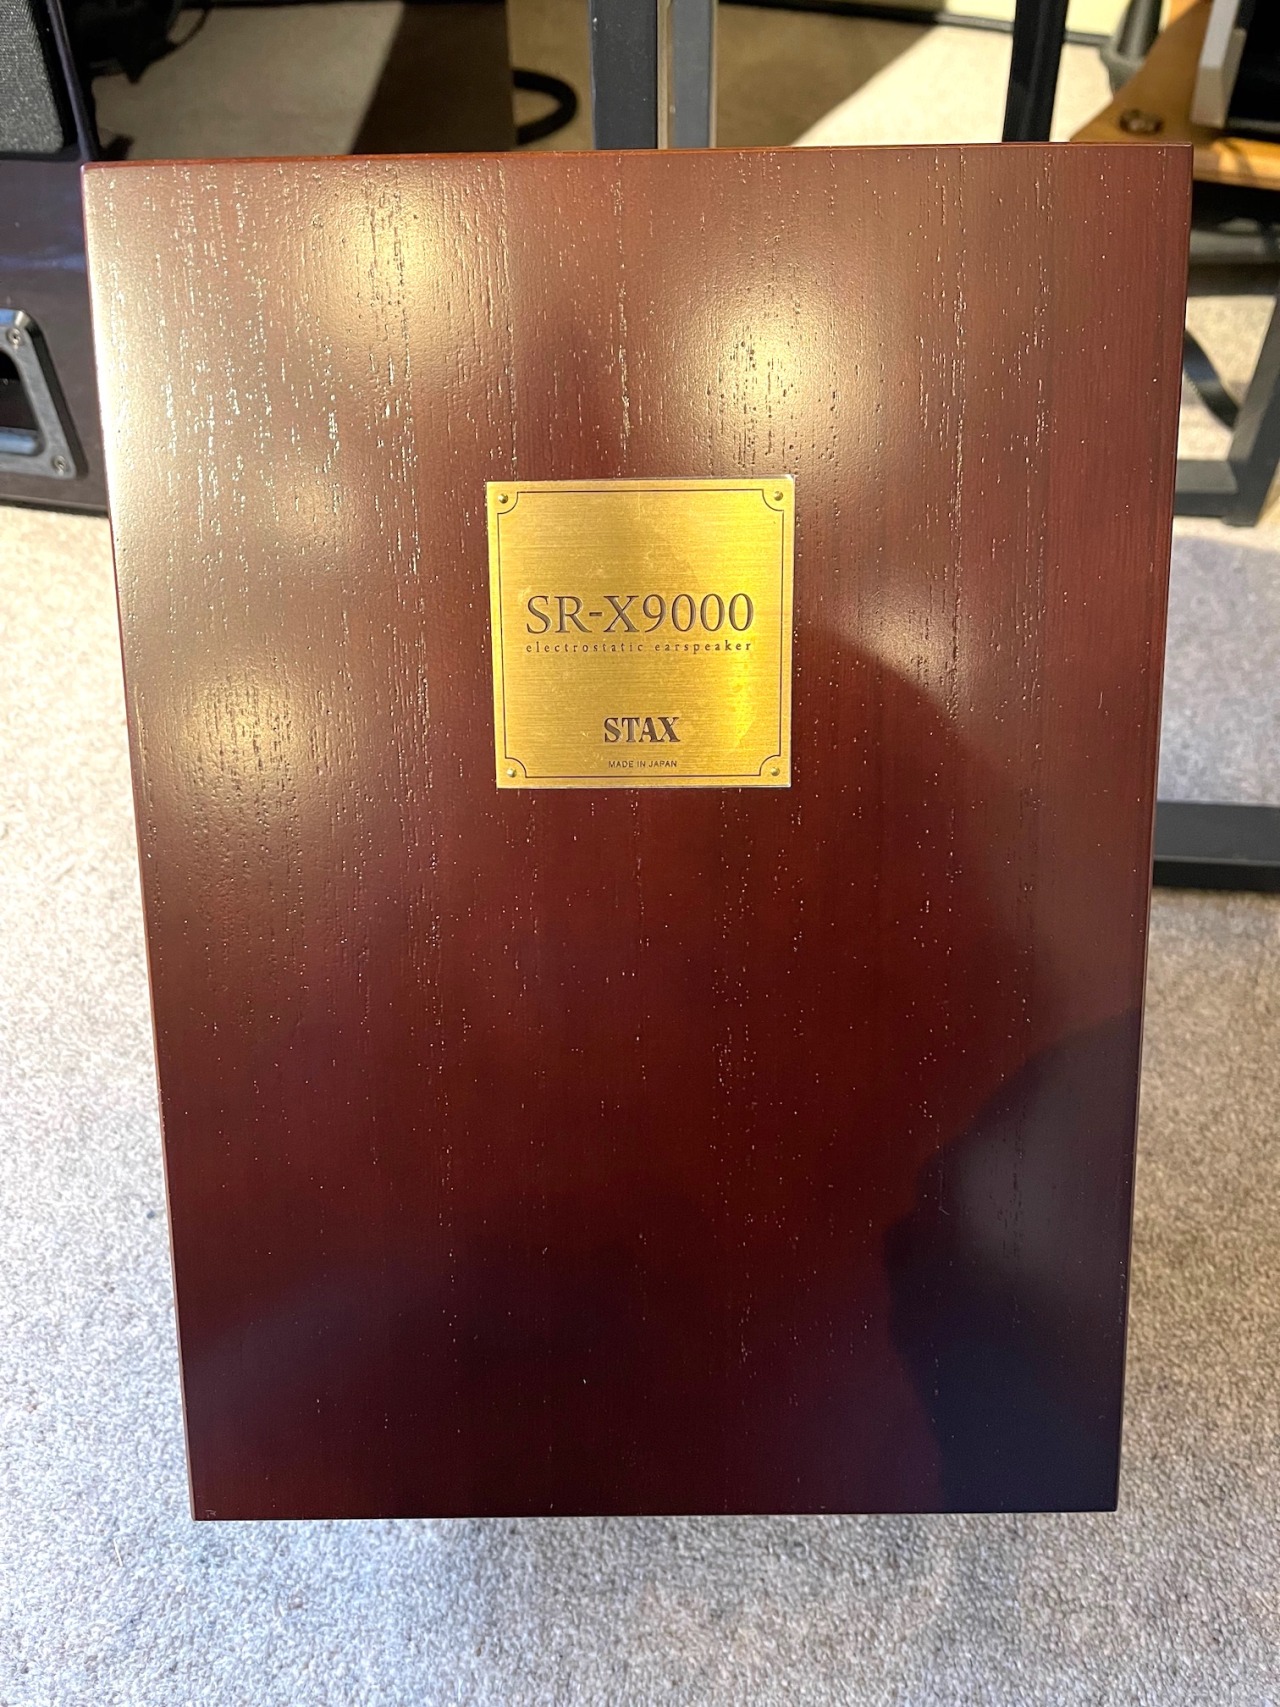 SR-X9000
electrostatic earspeaker
STAX
MADE IN JAPAN